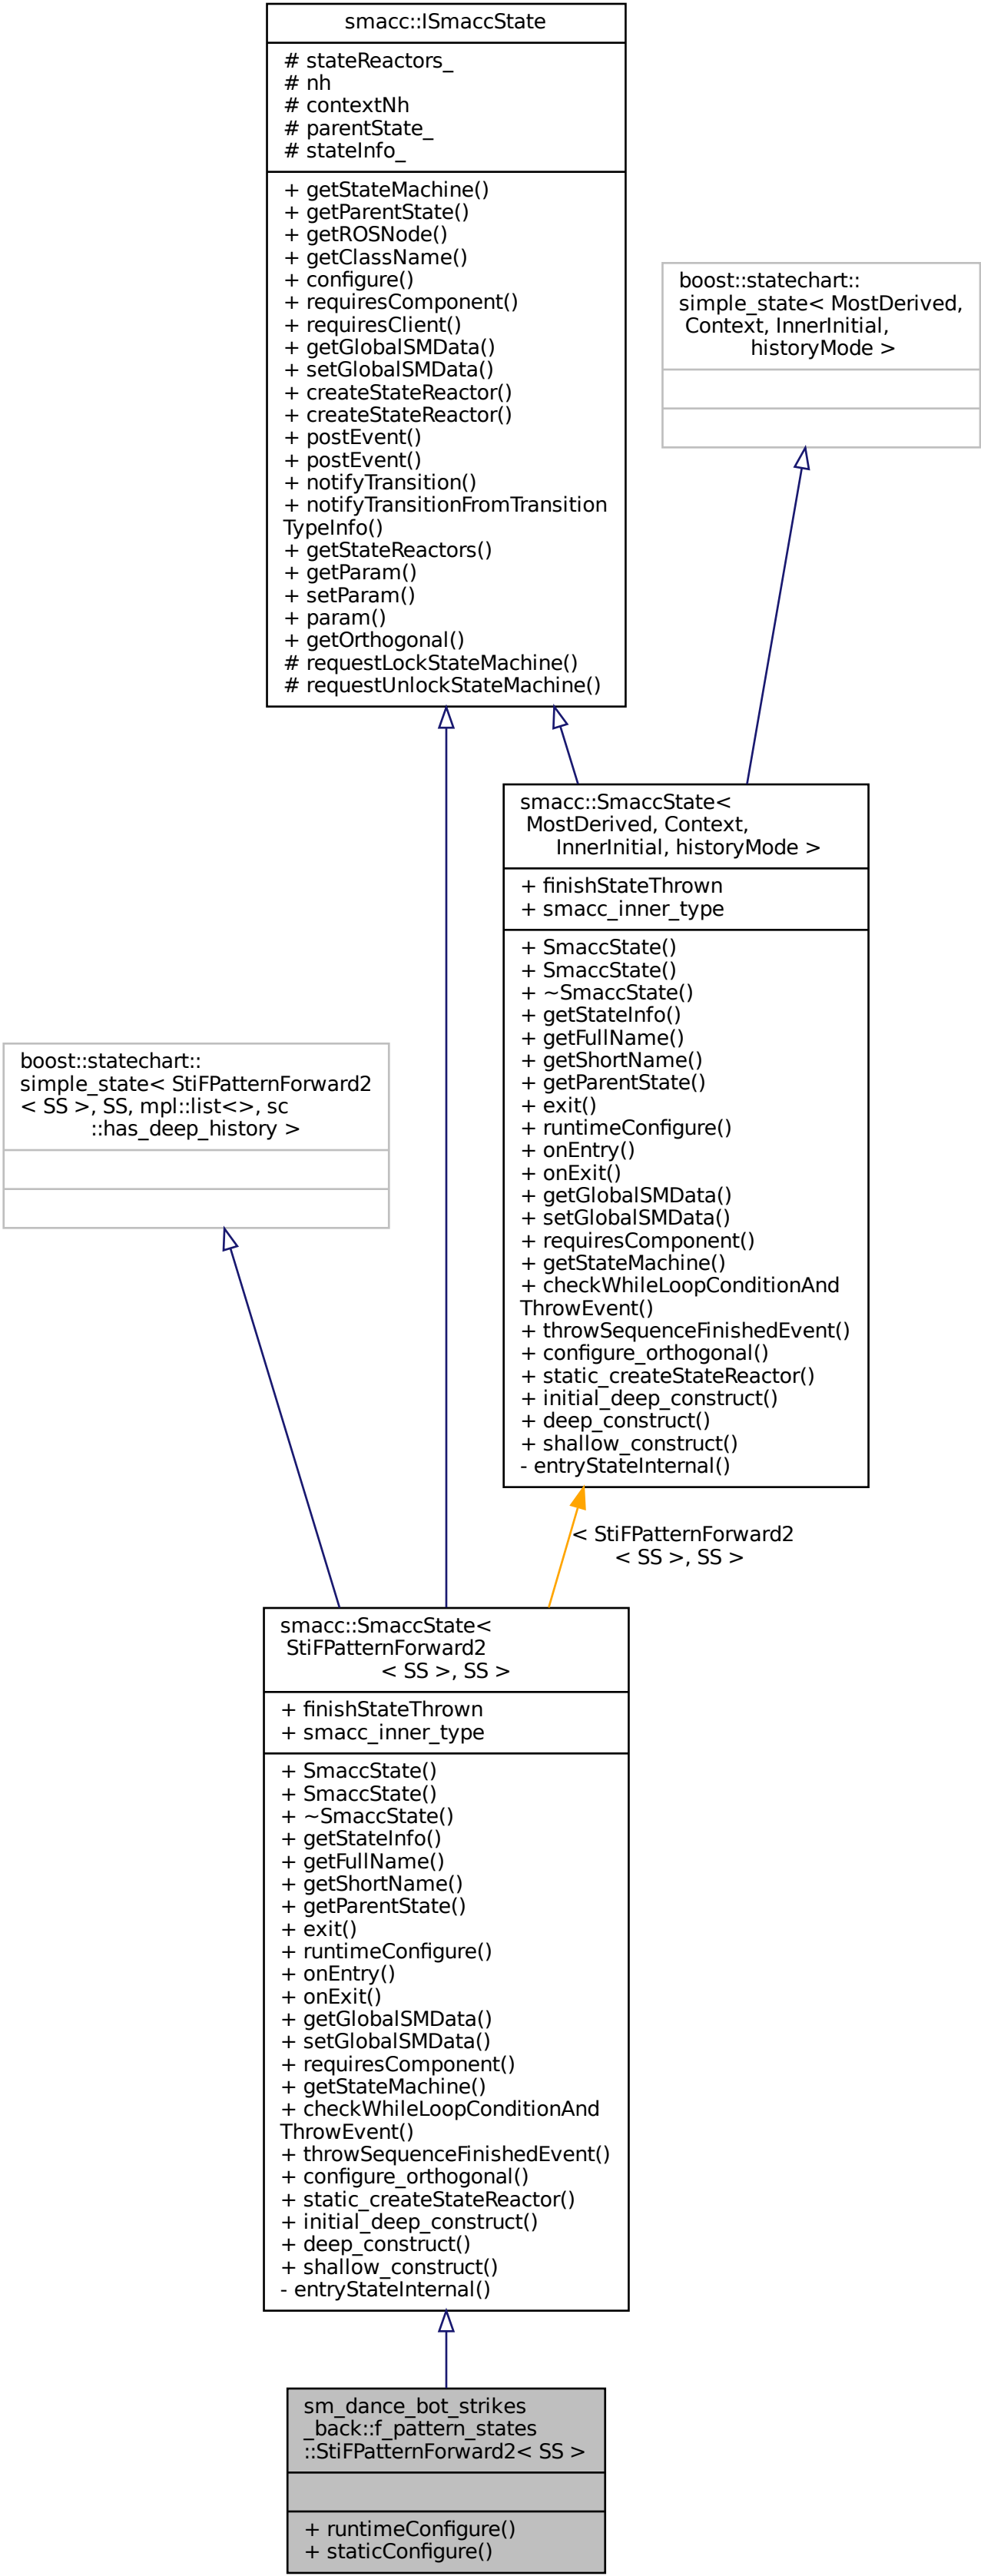 smacc::ISmaccState
# stateReactors_
# nh
# contextNh
# parentState_
# stateInfo_
+ getStateMachine()
+ getParentState()
+ getROSNode()
+ getClassName()
+ configure()
+ requiresComponent()
+ requiresClient()
+ getGlobalSMData()
+ setGlobalSMData()
+ createStateReactor()
+ createStateReactor()
+ postEvent()
+ postEvent()
+ notifyTransition()
+ notifyTransitionFromTransition
TypeInfo()
+ getStateReactors()
+ getParam()
+ setParam()
+ param()
+ getOrthogonal()
# requestLockStateMachine()
# requestUnlockStateMachine()
boost::statechart::
simple_state< MostDerived,
Context, InnerInitial,
historyMode >
smacc::SmaccState<
MostDerived, Context,
InnerInitial, historyMode >
+ finishStateThrown
+ smacc_inner_type
+ SmaccState()
+ SmaccState()
+ ~SmaccState()
+ getStateInfo()
+ getFullName()
+ getShortName()
+ getParentState()
+ exit()
+ runtimeConfigure()
+ onEntry()
+ onExit()
+ getGlobalSMData()
+ setGlobalSMData()
+ requiresComponent()
+ getStateMachine()
+ checkWhileLoopConditionAnd
ThrowEvent()
+ throwSequenceFinishedEvent()
+ configure_orthogonal()
+ static_createStateReactor()
+ initial_deep_construct()
+ deep_construct()
+ shallow_construct()
- entryStateInternal()
boost::statechart::
simple_state< StiFPatternForward2
< SS >, SS, mpl::list<>, sc
::has_deep_history >
< StiFPatternForward2
< SS >, SS >
smacc::SmaccState<
StiFPatternForward2
< SS >, SS >
+ finishStateThrown
+ smacc_inner_type
+ SmaccState()
+ SmaccState()
+ ~SmaccState()
+ getStateInfo()
+ getFullName()
+ getShortName()
+ getParentState()
+ exit()
+ runtimeConfigure()
+ onEntry()
+ onExit()
+ getGlobalSMData()
+ setGlobalSMData()
+ requiresComponent()
+ getStateMachine()
+ checkWhileLoopConditionAnd
ThrowEvent()
+ throwSequenceFinishedEvent()
+ configure_orthogonal()
+ static_createStateReactor()
+ initial_deep_construct()
+ deep_construct()
+ shallow_construct()
- entryStateInternal()
sm_dance_bot_strikes
_back::f_pattern_states
::StiFPatternForward2< SS >
+ runtimeConfigure()
+ staticConfigure()